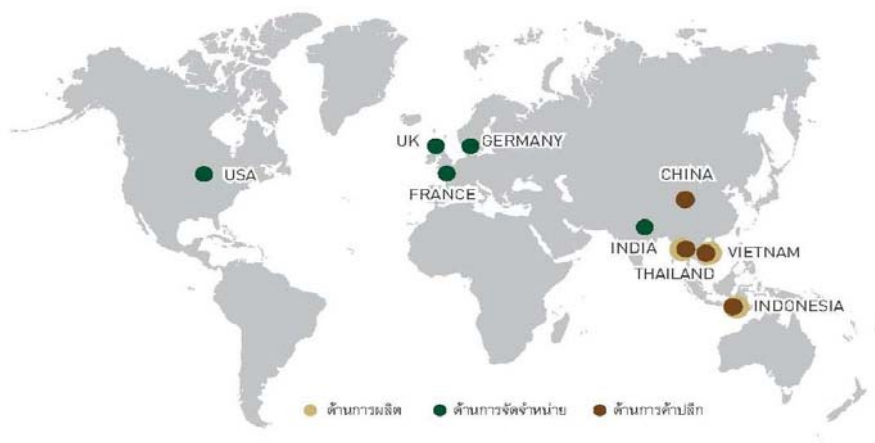 UK
GERMANY
USA
FRANCE
CHINA
INDIA
VIETNAM
THAILAND
INDONESIA
ด้านการผลิต
ด้านการจัดจำหน่าย
ด้านการค้าปลีก